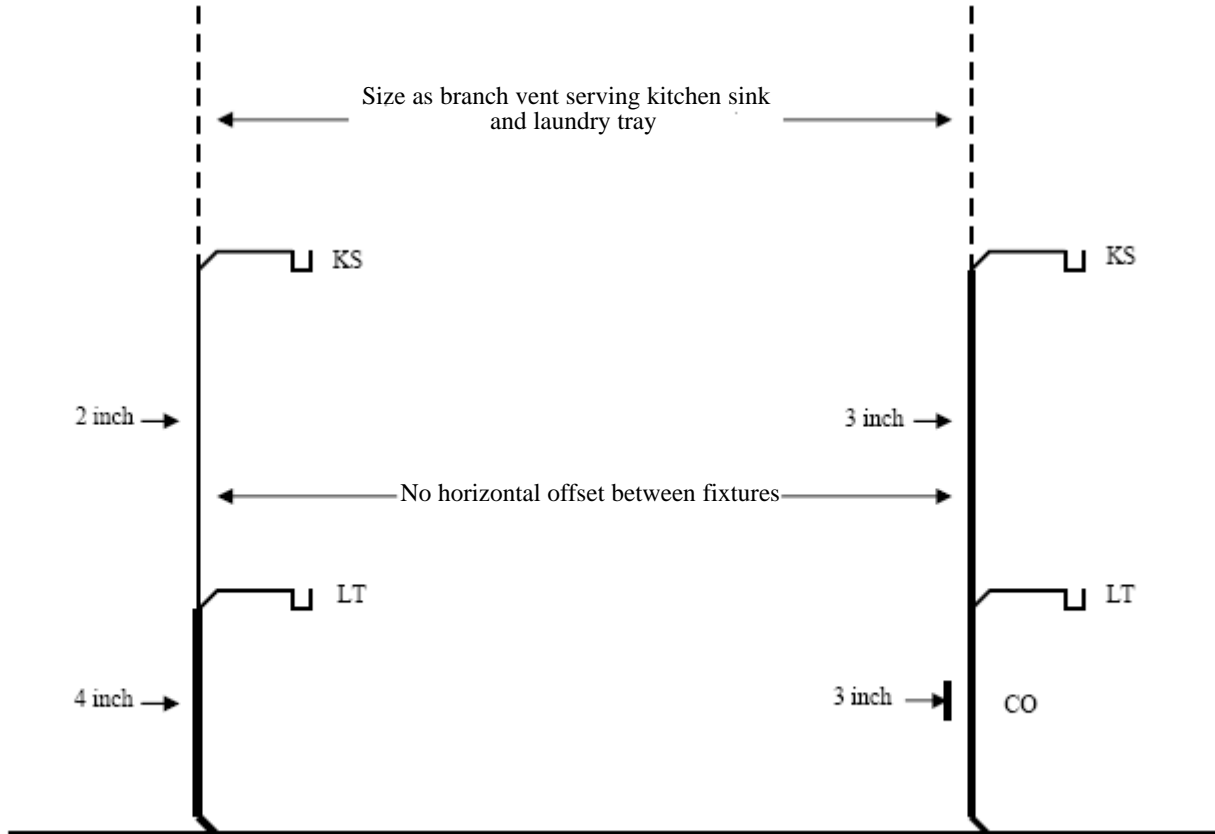 Size as branch vent serving kitchen sink
and laundry tray
KS
KS
2 inch
3 inch
No horizontal offset between fixtures
LT
LT
4 inch
3 inch
CO